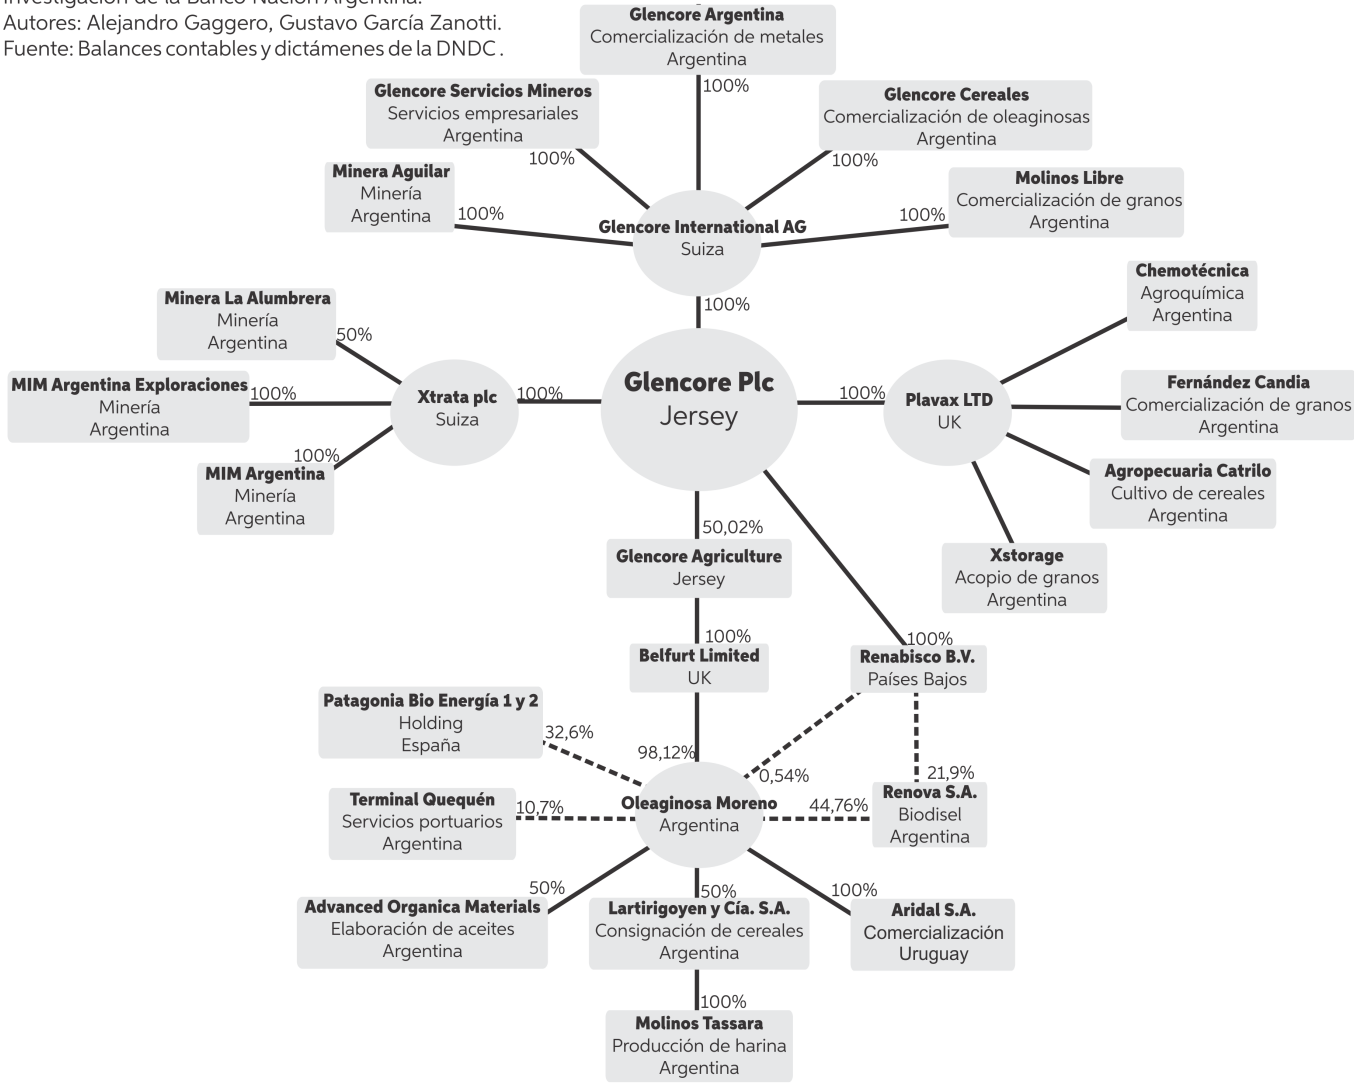 Investigación de la Banco Nación Argentina.
Autores: Alejandro Gaggero, Gustavo García Zanotti.
Fuente: Balances contables y dictámenes de la DNDC .
Glencore Argentina
Comercialización de metales
Argentina
100%
Glencore Servicios Mineros
Servicios empresariales
Argentina
100%
Glencore Cereales
Comercialización de oleaginosas
Argentina
100%
Minera Aguilar
Minería
Argentina
100%
Molinos Libre
Comercialización de granos
Argentina
100%
Glencore International AG
Suiza
100%
Minera La Alumbrera
Minería
Argentina
50%
MIM Argentina Exploraciones
Minería
Argentina
100%
MIM Argentina
Minería
Argentina
100%
Xtrata plc
Suiza
100%
Glencore Plc
Jersey
100%
Plavax LTD
UK
Chemotécnica
Agroquímica
Argentina
Fernández Candia
Comercialización de granos
Argentina
Agropecuaria Catrilo
Cultivo de cereales
Argentina
Xstorage
Acopio de granos
Argentina
50,02%
Glencore Agriculture
Jersey
100%
Belfurt Limited
UK
100%
Renabisco B.V.
Países Bajos
Patagonia Bio Energía 1 y 2
Holding
España
32,6%
98,12%
0,54%
21,9%
Terminal Quequén
Servicios portuarios
Argentina
10,7%
Oleaginosa Moreno
Argentina
44,76%
Renova S.A.
Biodisel
Argentina
50%
Advanced Organica Materials
Elaboración de aceites
Argentina
50%
Lartirigoyen y Cía. S.A.
Consignación de cereales
Argentina
100%
Aridal S.A.
Comercialización
Uruguay
100%
Molinos Tassara
Producción de harina
Argentina